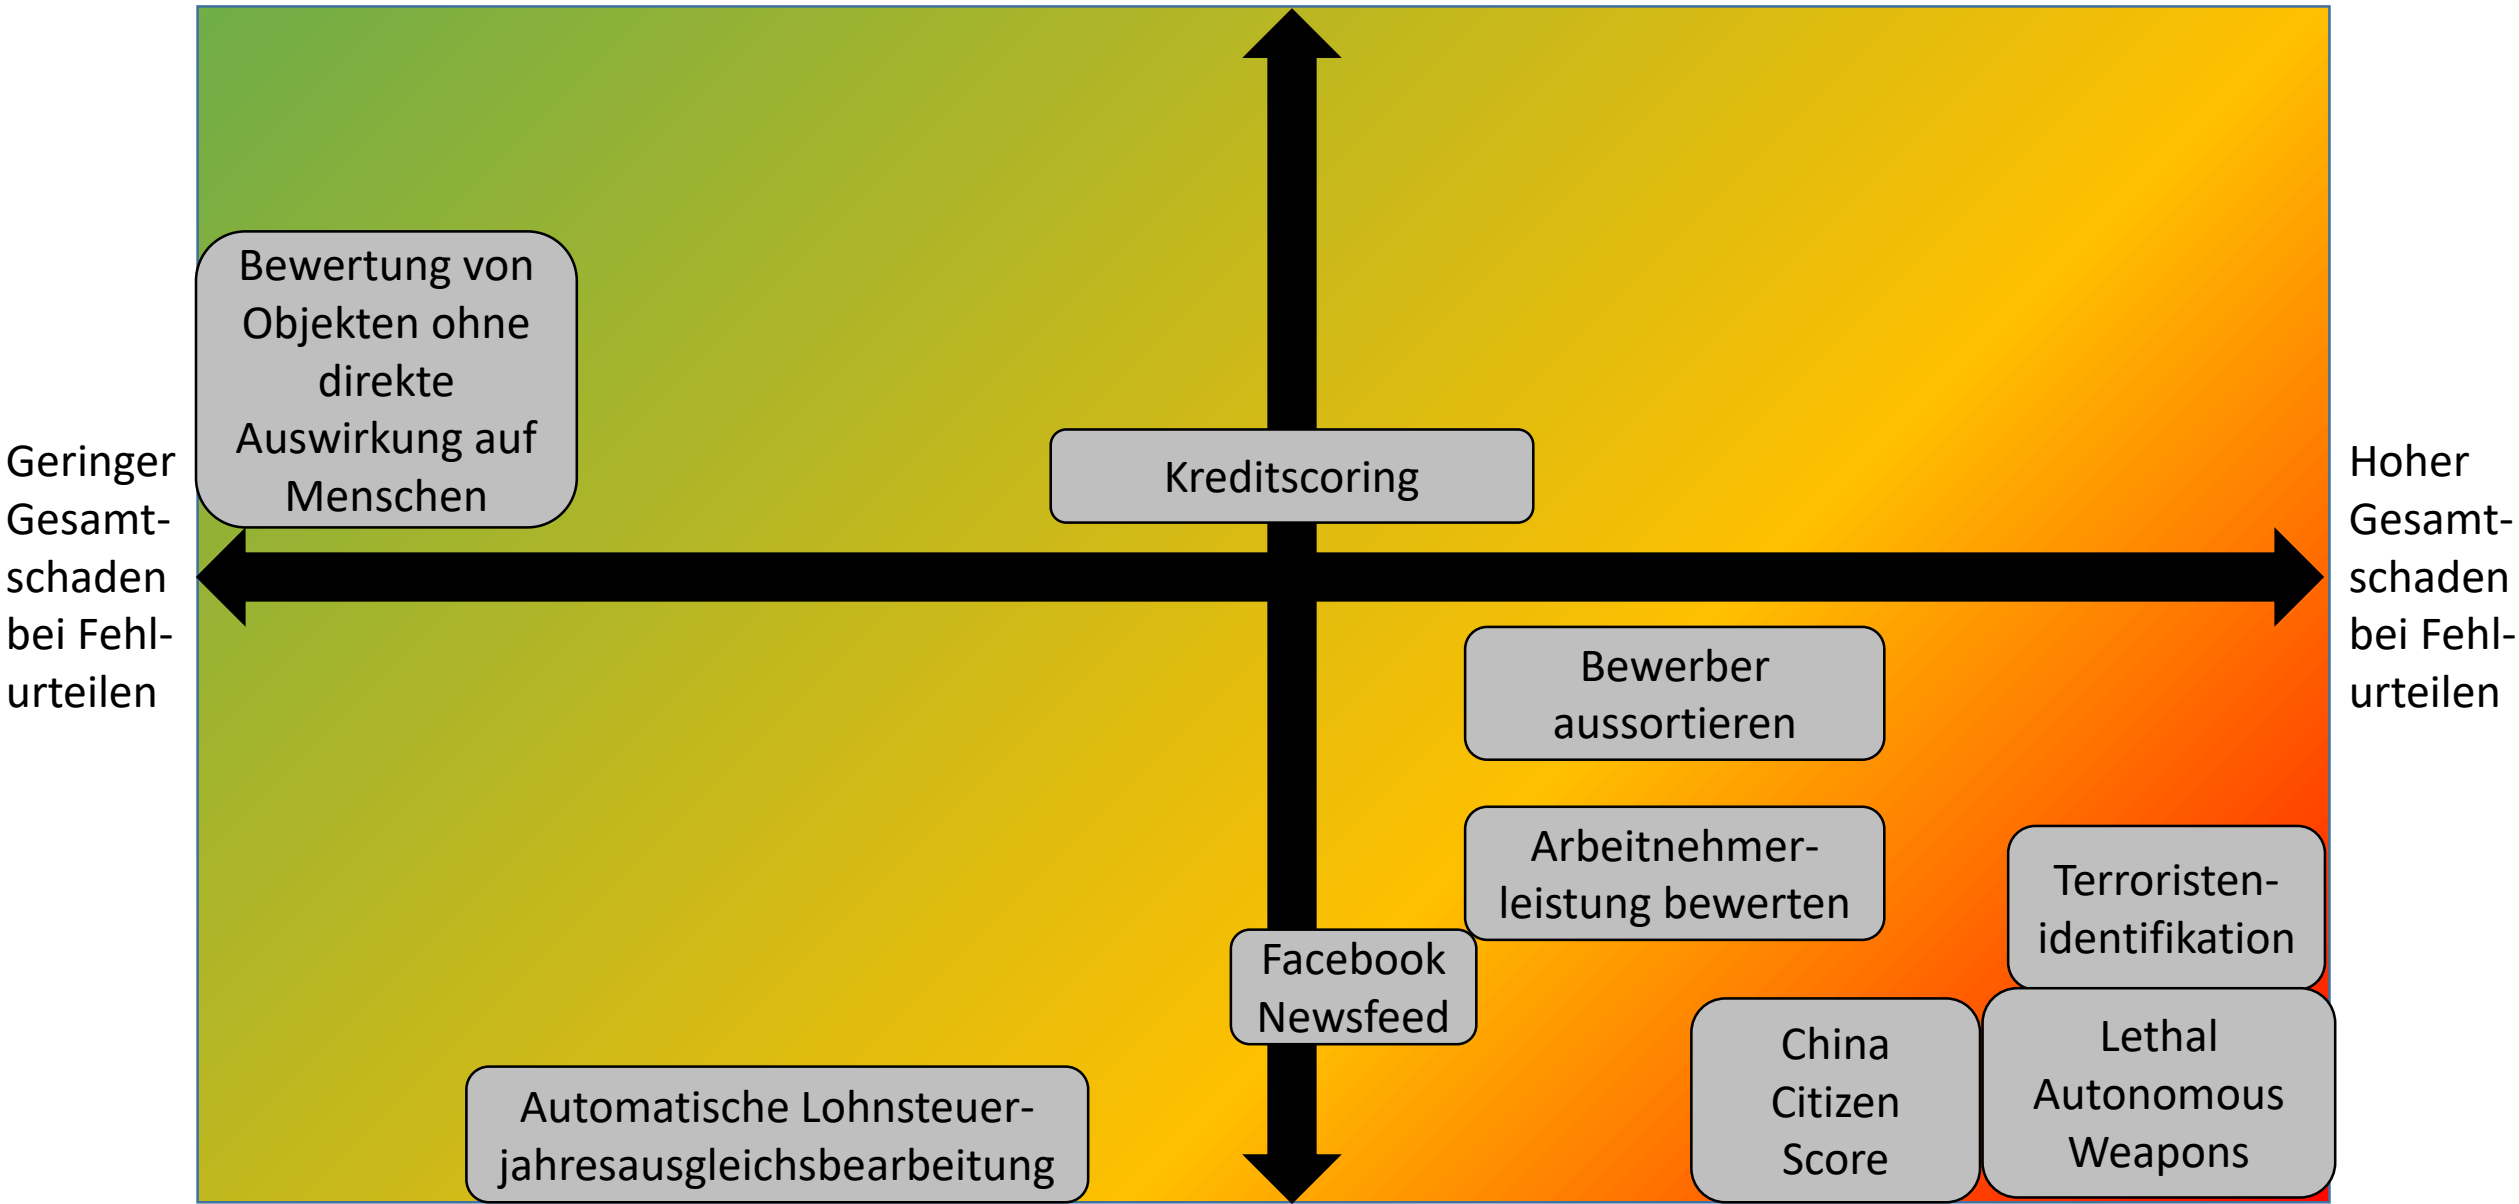 Bewertung von
Objekten ohne
direkte
Auswirkung auf
Menschen
Geringer
Gesamt-
schaden
bei Fehl-
urteilen
Kreditscoring
Hoher
Gesamt-
schaden
bei Fehl-
urteilen
Bewerber
aussortieren
Arbeitnehmer-
leistung bewerten
Terroristen-
identifikation
Facebook
Newsfeed
China
Citizen
Score
Lethal
Autonomous
Weapons
Automatische Lohnsteuer-
jahresausgleichsbearbeitung